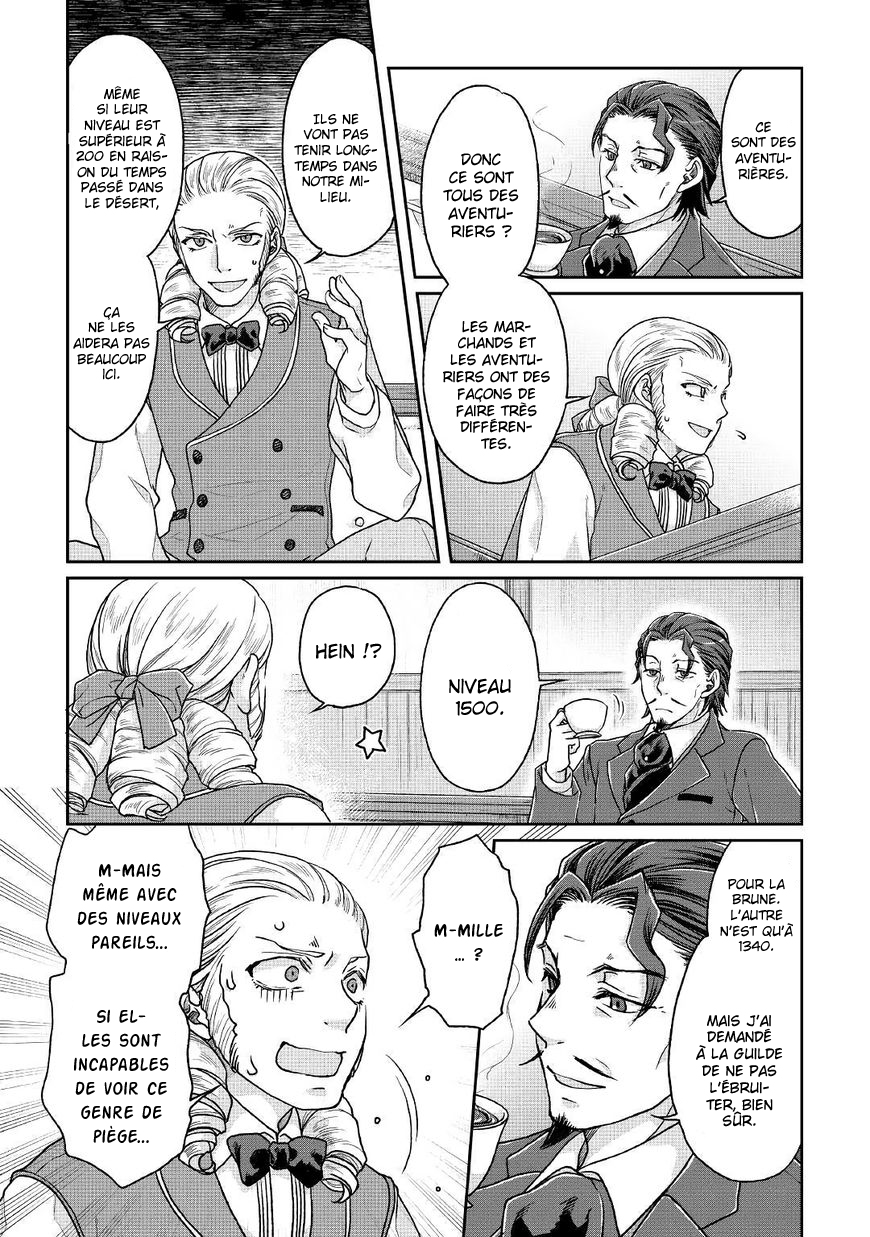 CE
SONT DES
AVENTU-
RIÈRES.
DONC
CE SONT
TOUS DES
AVENTU-
RIERS ?
LES MAR-
CHANDS ET
LES AVENTU-
RIERS ONT DES
FAÇONS DE
FAIRE TRÈS
DIFFÉREN-
TES.
ILS NE
VONT PAS
TENIR LONG-
TEMPS DANS
NOTRE MI-
LIEU.
MÊME
SI LEUR
NIVEAU EST
SUPÉRIEUR À
200 EN RAIS-
ON DU TEMPS
PASSÉ DANS
LE DÉSERT,
ÇA
NE LES
AIDERA PAS
BEAUCOUP
ICI.
NIVEAU
1500.
HEIN !?
POUR LA
BRUNE.
L'AUTRE
N'EST QU'À
1340.
MAIS J'AI
DEMANDÉ
À LA GUILDE
DE NE PAS
L'ÉBRUI-
TER, BIEN
SÛR.
M-MILLE
... ?
M-MAIS
MÊME AVEC
DES NIVEAUX
PAREILS...
SI EL-
LES SONT
INCAPABLES
DE VOIR CE
GENRE DE
PIÈGE...